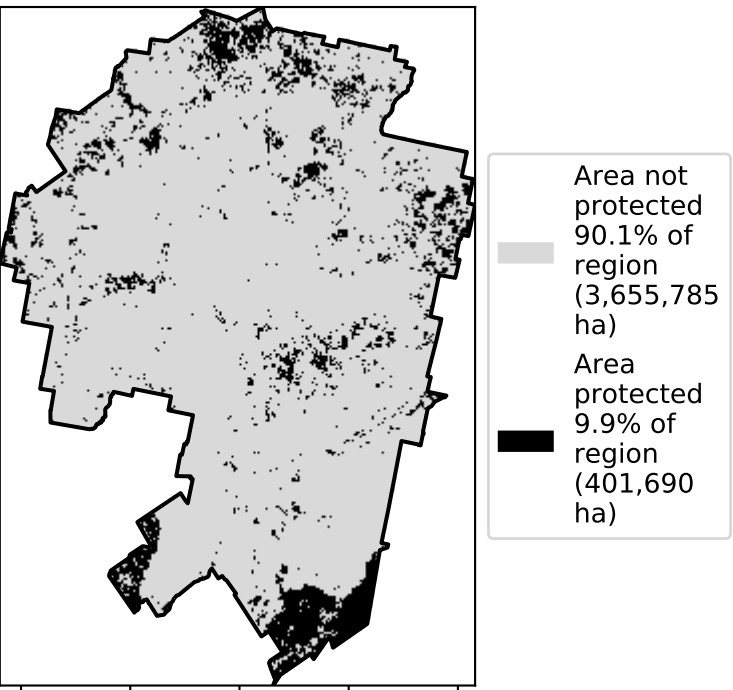 Area not
protected
90.1% of
region
(3,655,785
ha)
Area
protected
9.9% of
region
(401,690
ha)